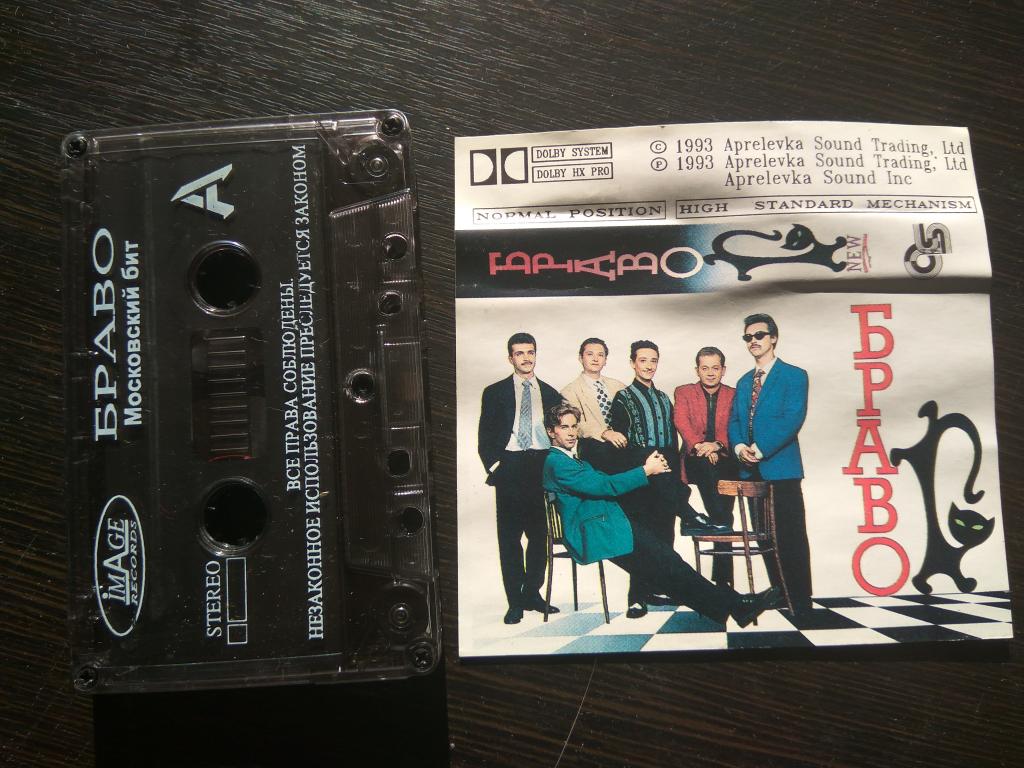 БРАВО
Московский бит
A
IMAGE
RECORDS
STEREO
ВСЕ ПРАВА СОБЛЮДЕНЫ.
НЕЗАКОННОЕ ИСПОЛЬЗОВАНИЕ ПРЕСЛЕДУЕТСЯ ЗАКОНОМ
DOLBY SYSTEM
DOLBY HX PRO
© 1993 Aprelevka Sound Trading, Ltd
℗ 1993 Aprelevka Sound Trading, Ltd
Aprelevka Sound Inc
NORMAL POSITION HIGH STANDARD MECHANISM
БРАВО NEW
БРАВО